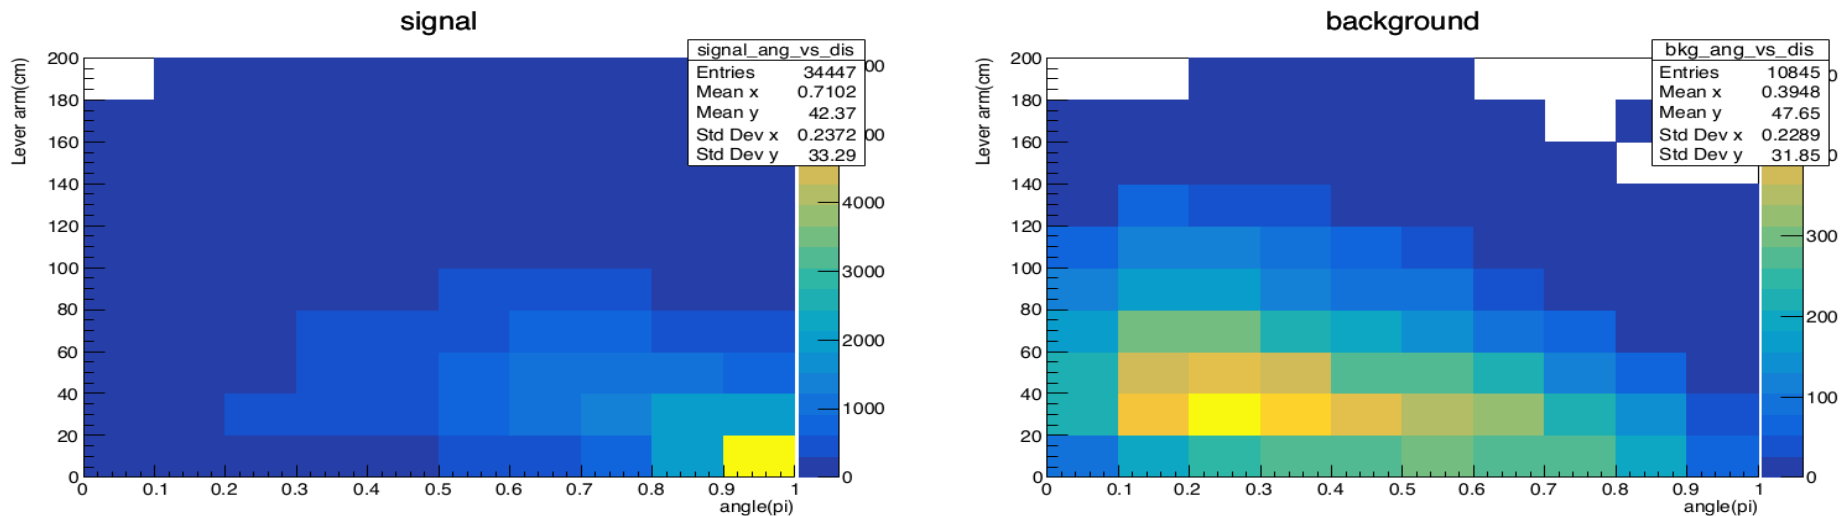 signal
signal_ang_vs_dis
Entries 34447
Mean x 0.7102
Mean y 42.37
Std Dev x 0.2372
Std Dev y 33.29
Lever arm(cm)
200
180
160
140
120
100
80
60
40
20
0
0 0.1 0.2 0.3 0.4 0.5 0.6 0.7 0.8 0.9 1
angle(pi)
4000
3000
2000
1000
0
background
bkg_ang_vs_dis
Entries 10845
Mean x 0.3948
Mean y 47.65
Std Dev x 0.2289
Std Dev y 31.85
Lever arm(cm)
200
180
160
140
120
100
80
60
40
20
0
0 0.1 0.2 0.3 0.4 0.5 0.6 0.7 0.8 0.9 1
angle(pi)
300
200
100
0